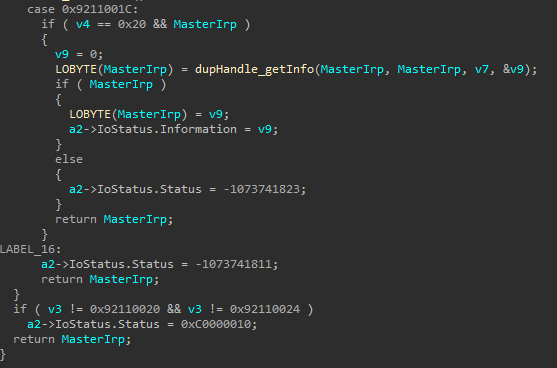 case 0x9211001C:
if ( v4 == 0x20 && MasterIrp )
{
v9 = 0;
LOBYTE(MasterIrp) = dupHandle_getInfo(MasterIrp, MasterIrp, v7, &v9);
if ( MasterIrp )
{
LOBYTE(MasterIrp) = v9;
a2->IoStatus.Information = v9;
}
else
{
a2->IoStatus.Status = -1073741823;
}
return MasterIrp;
}
LABEL_16:
a2->IoStatus.Status = -1073741811;
return MasterIrp;
}
if ( v3 != 0x92110020 && v3 != 0x92110024 )
a2->IoStatus.Status = 0xC0000010;
return MasterIrp;
}